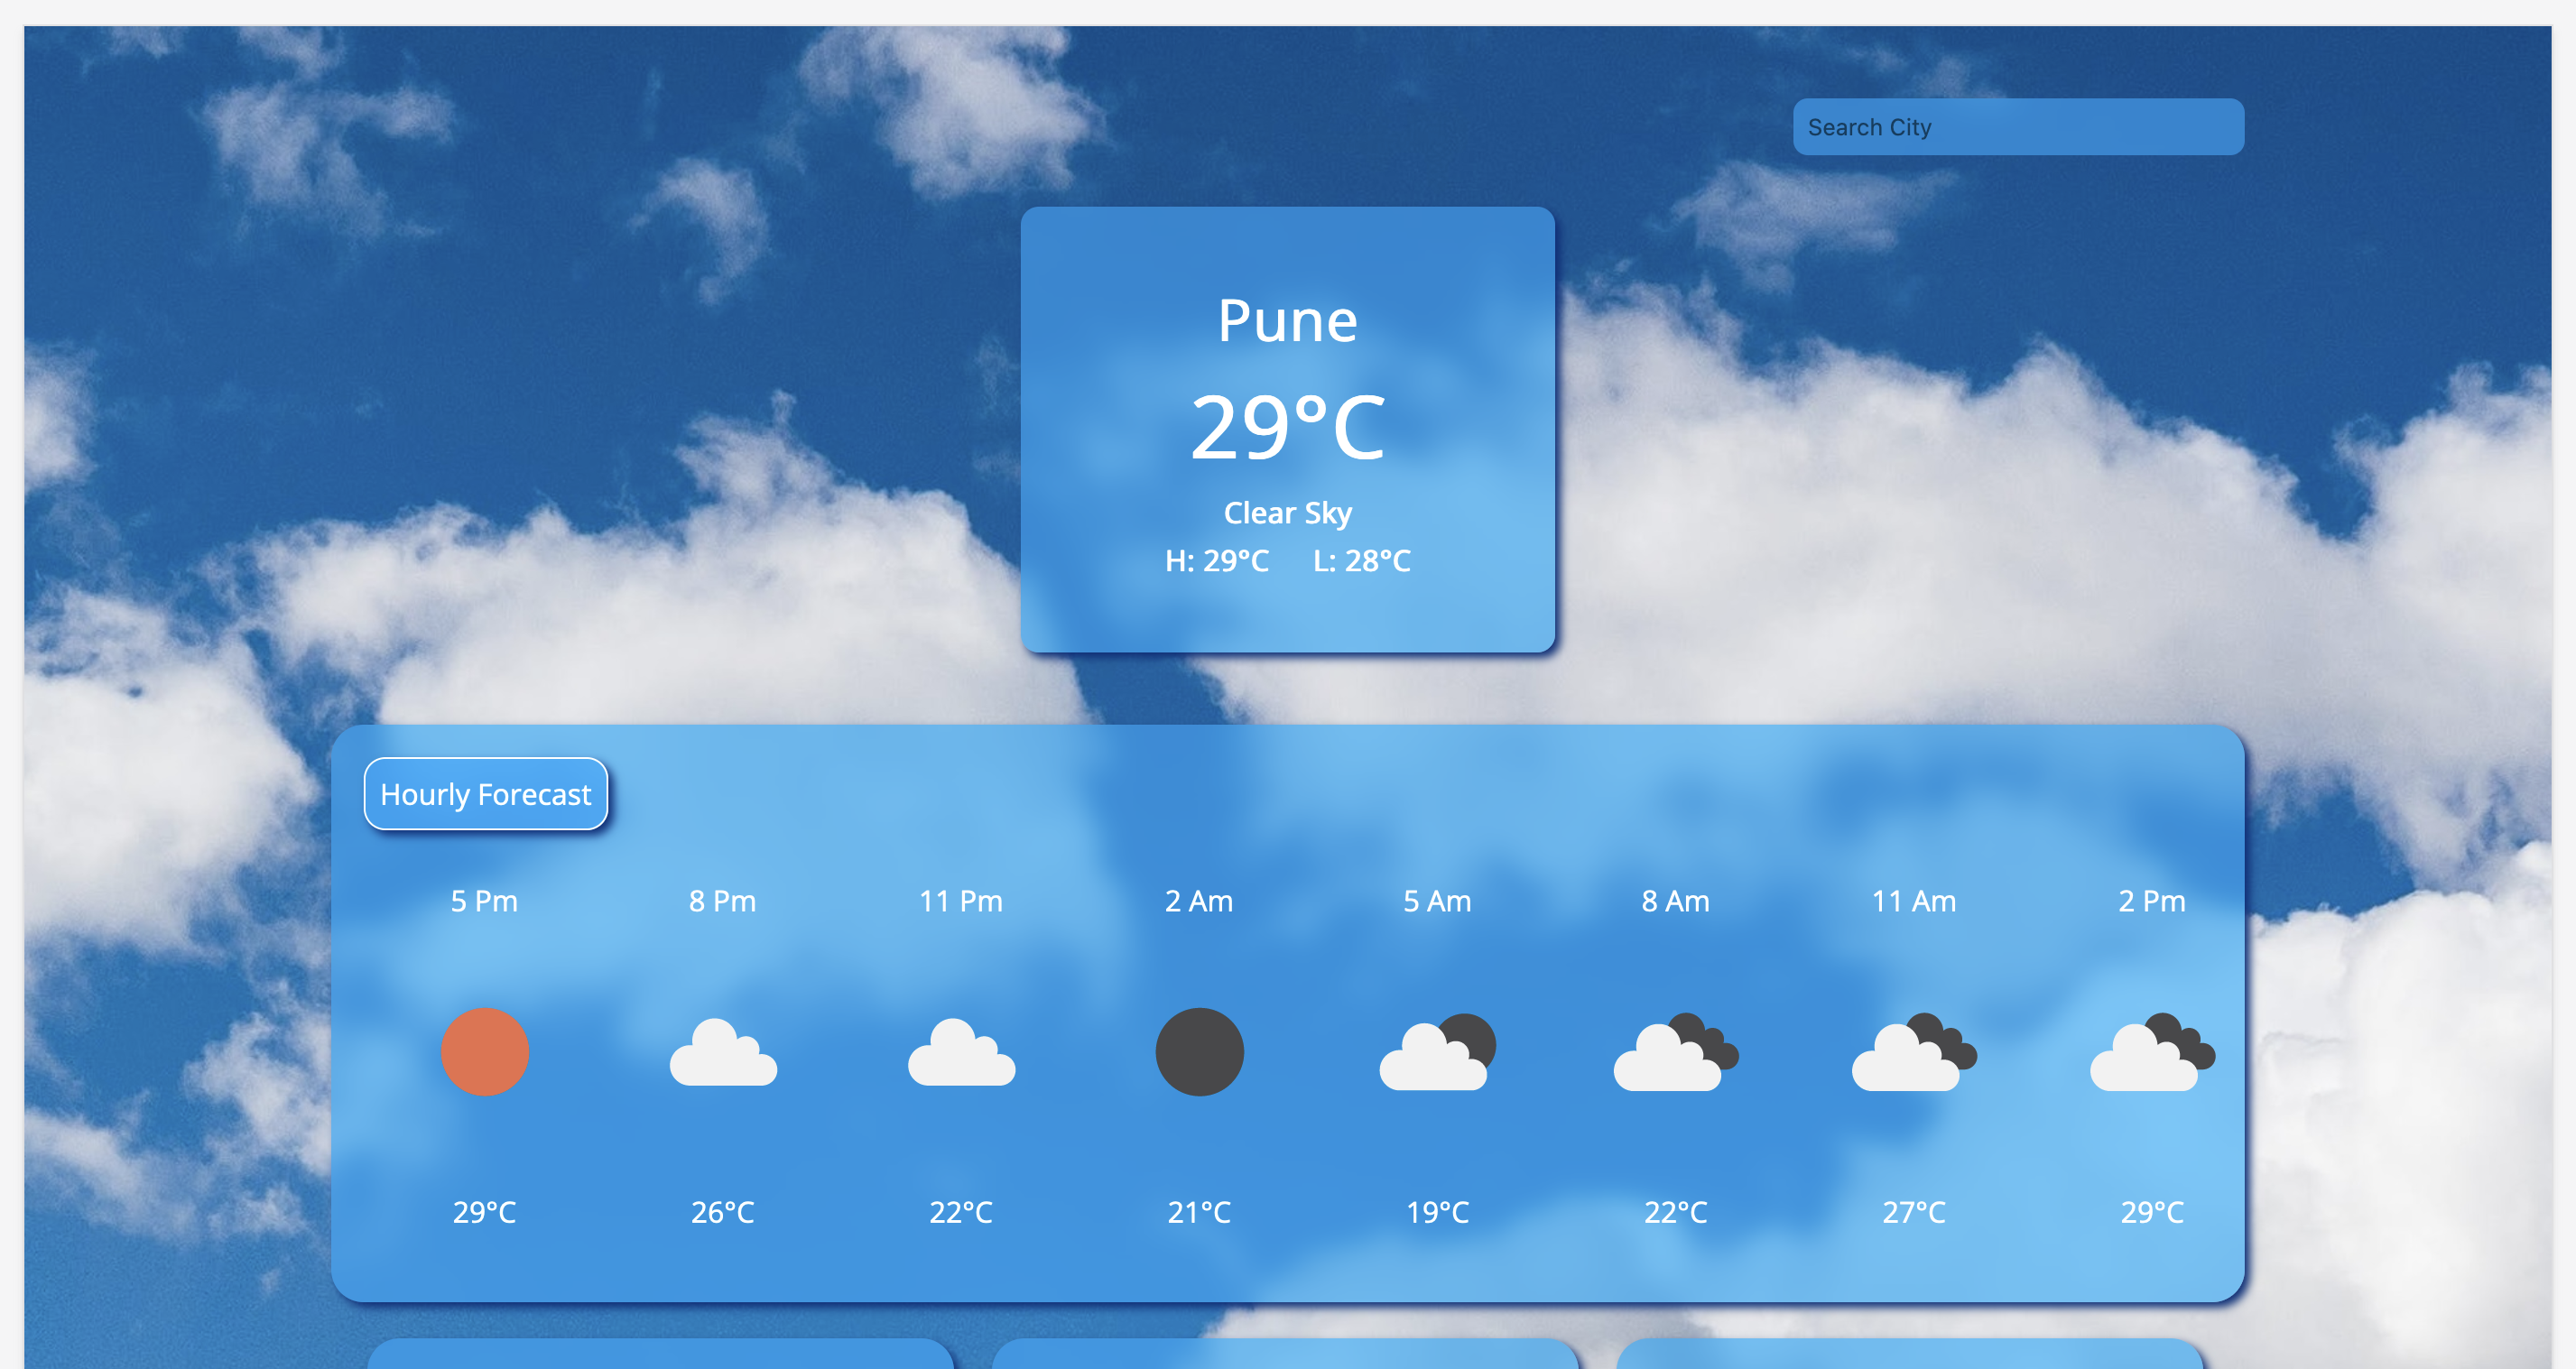 Search City
Pune
29°C
Clear Sky
H: 29°C L: 28°C
Hourly Forecast
5 Pm 8 Pm 11 Pm 2 Am 5 Am 8 Am 11 Am 2 Pm
29°C 26°C 22°C 21°C 19°C 22°C 27°C 29°C